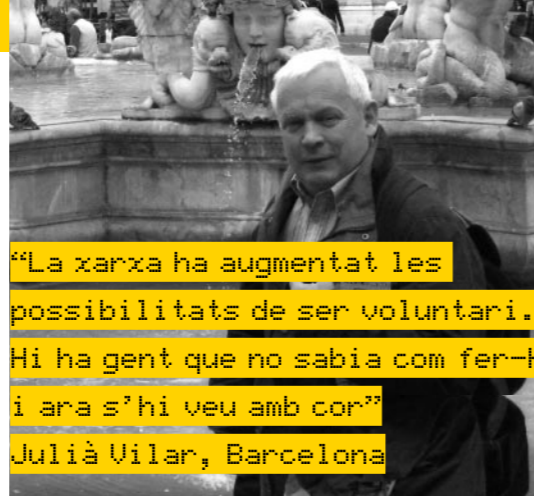 “La xarxa ha augmentat les
possibilitats de ser voluntari.
Hi ha gent que no sabia com
i ara s’hi veu amb cor”
Julià Vilar, Barcelona